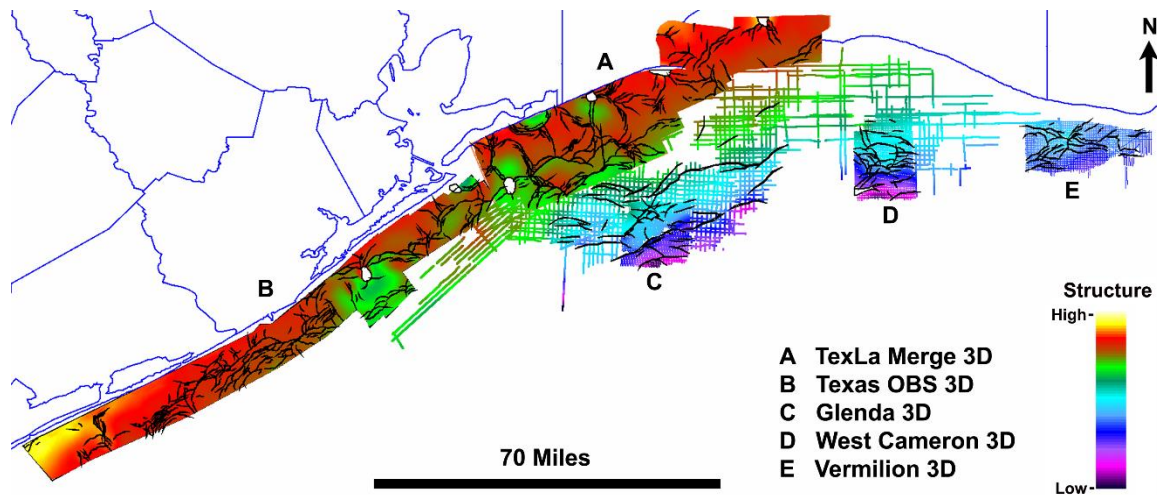 N
A
B
C
D
E
Structure
High
Low
A TexLa Merge 3D
B Texas OBS 3D
C Glenda 3D
D West Cameron 3D
E Vermilion 3D
70 Miles